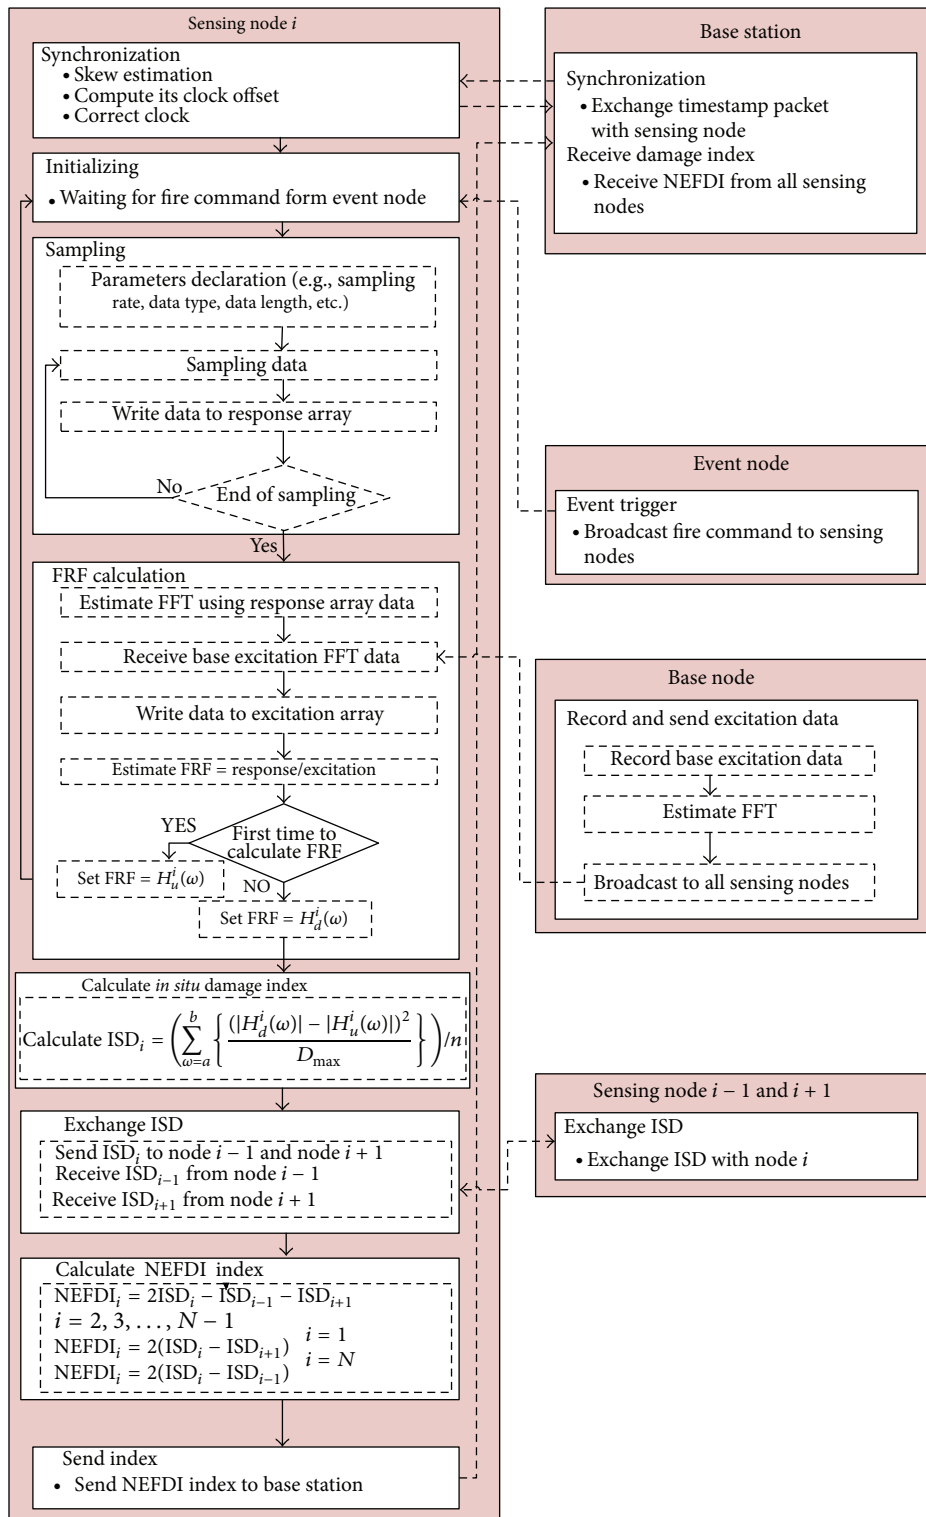 Sensing node i
Synchronization
• Skew estimation
• Compute its clock offset
• Correct clock
Initializing
• Waiting for fire command form event node
Sampling
Parameters declaration (e.g., sampling
rate, data type, data length, etc.)
Sampling data
Write data to response array
No
End of sampling
Yes
FRF calculation
Estimate FFT using response array data
Receive base excitation FFT data
Write data to excitation array
Estimate FRF = response/excitation
YES
First time to
calculate FRF
Set FRF = H_u^i(ω)
NO
Set FRF = H_d^i(ω)
Calculate in situ damage index
Calculate ISD_i = (∑_{ω=a}^{b} { (|H_d^i(ω)| − |H_u^i(ω)|)^2 / D_max })/n
Exchange ISD
Send ISD_i to node i − 1 and node i + 1
Receive ISD_{i−1} from node i − 1
Receive ISD_{i+1} from node i + 1
Calculate NEFDI index
NEFDI_i = 2ISD_i − ISD_{i−1} − ISD_{i+1}
i = 2, 3, . . . , N − 1
NEFDI_i = 2(ISD_i − ISD_{i+1}) i = 1
NEFDI_i = 2(ISD_i − ISD_{i−1}) i = N
Send index
• Send NEFDI index to base station
Base station
Synchronization
• Exchange timestamp packet
with sensing node
Receive damage index
• Receive NEFDI from all sensing
nodes
Event node
Event trigger
• Broadcast fire command to sensing
nodes
Base node
Record and send excitation data
Record base excitation data
Estimate FFT
Broadcast to all sensing nodes
Sensing node i − 1 and i + 1
Exchange ISD
• Exchange ISD with node i